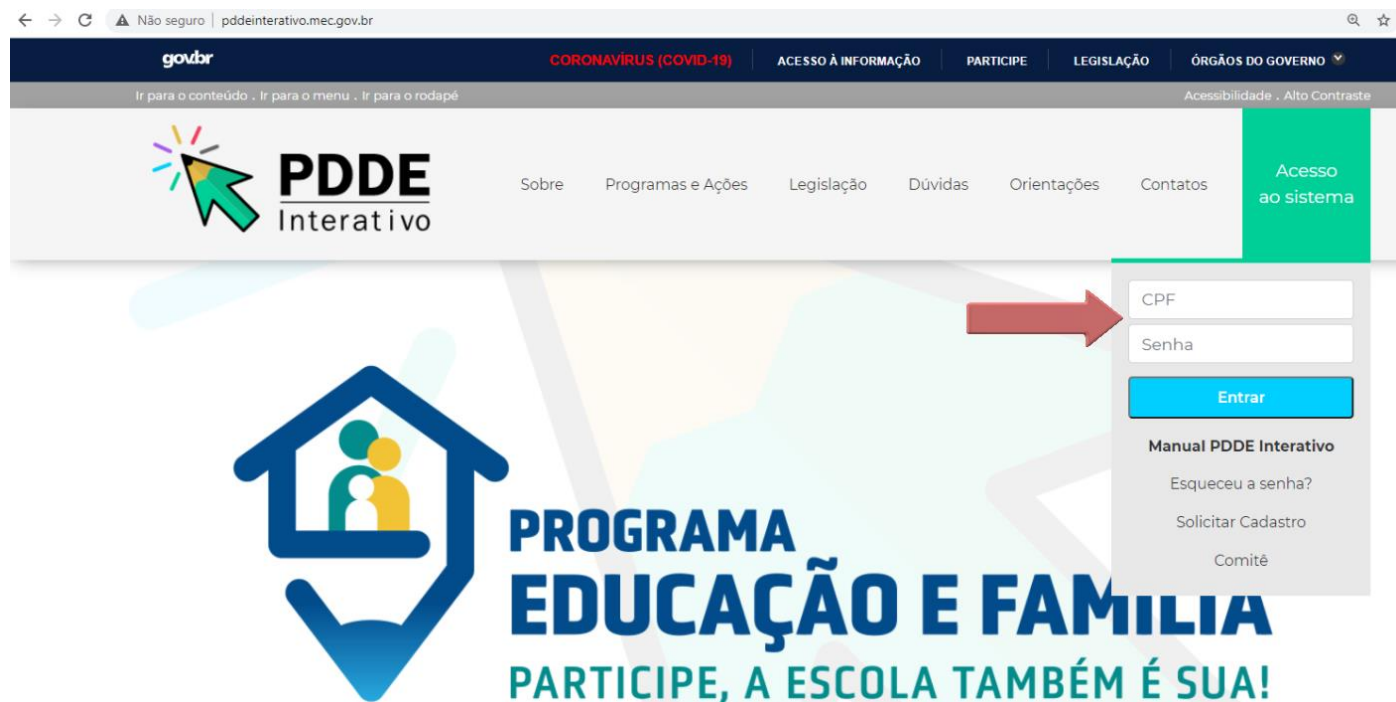 Não seguro | pddeinterativo.mec.gov.br
govbr CORONAVÍRUS (COVID-19) ACESSO À INFORMAÇÃO PARTICIPE LEGISLAÇÃO ÓRGÃOS DO GOVERNO
Ir para o conteúdo . Ir para o menu . Ir para o rodapé Acessibilidade . Alto Contraste
PDDE
Interativo
Sobre Programas e Ações Legislação Dúvidas Orientações Contatos
Acesso
ao sistema
CPF
Senha
Entrar
Manual PDDE Interativo
Esqueceu a senha?
Solicitar Cadastro
Comitê
PROGRAMA
EDUCAÇÃO E FAMÍLIA
PARTICIPE, A ESCOLA TAMBÉM É SUA!